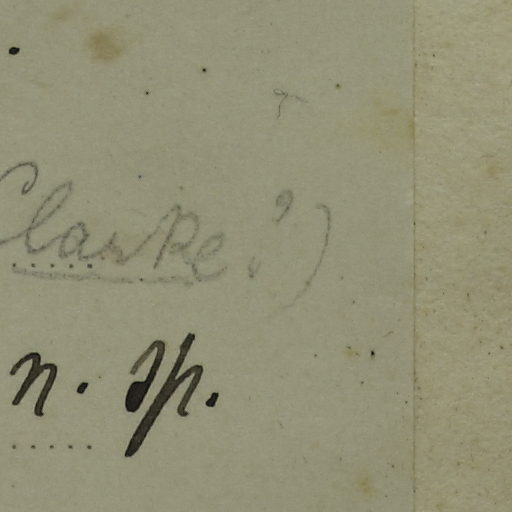 Clarke?)
n. sp.